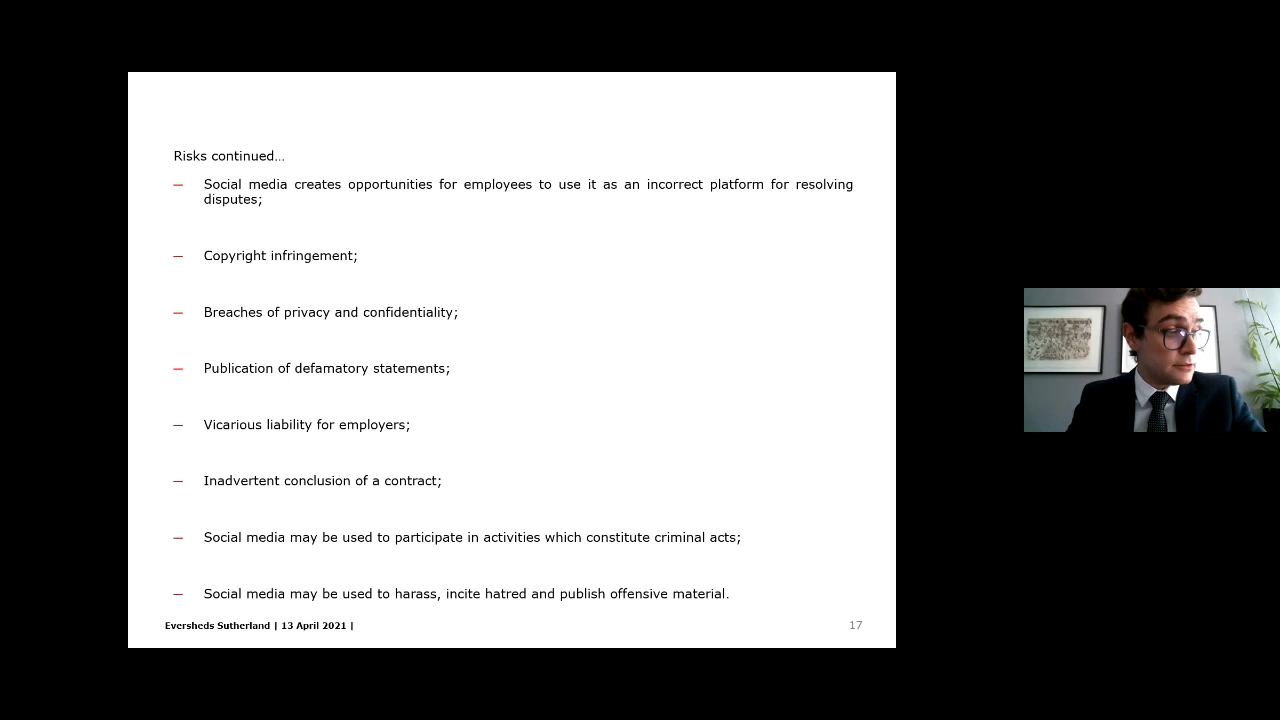 Risks continued…
— Social media creates opportunities for employees to use it as an incorrect platform for resolving
disputes;
— Copyright infringement;
— Breaches of privacy and confidentiality;
— Publication of defamatory statements;
— Vicarious liability for employers;
— Inadvertent conclusion of a contract;
— Social media may be used to participate in activities which constitute criminal acts;
— Social media may be used to harass, incite hatred and publish offensive material.
Eversheds Sutherland | 13 April 2021 |
17